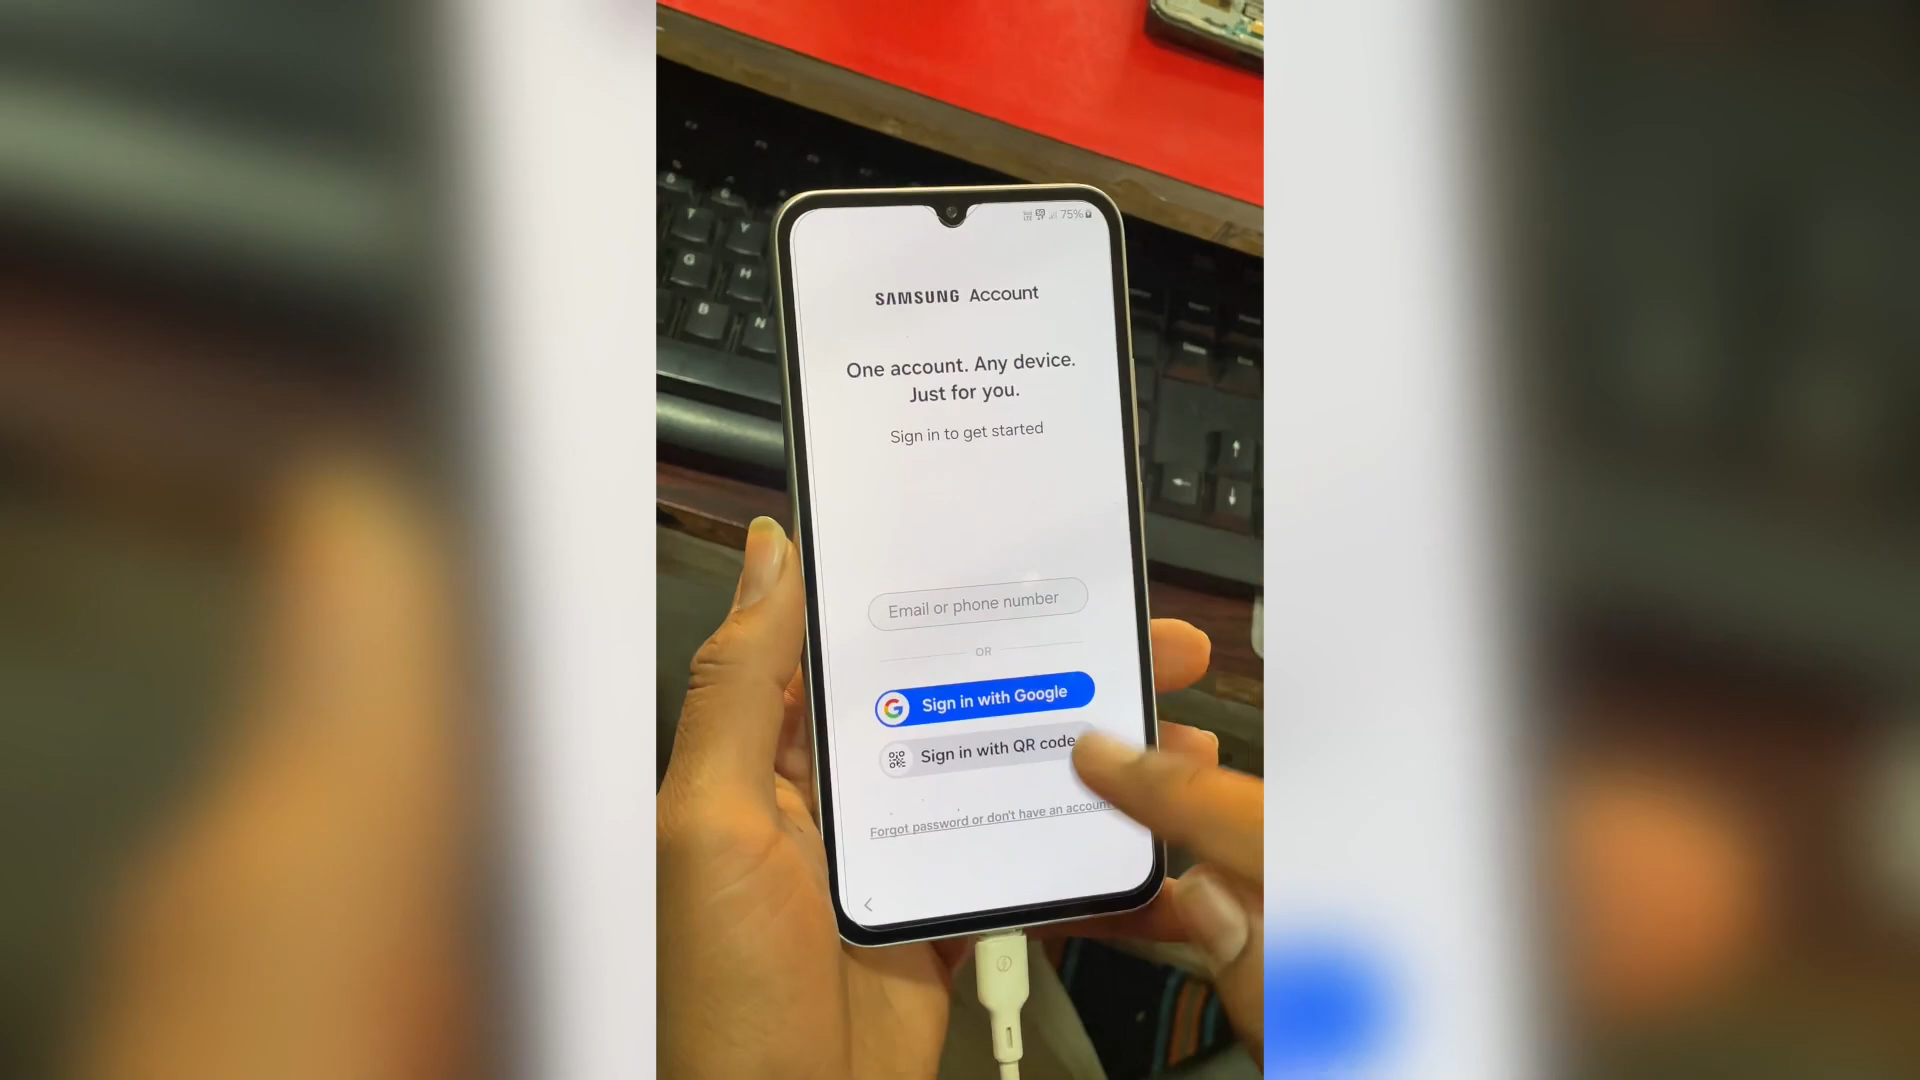 75%
SAMSUNG Account
One account. Any device.
Just for you.
Sign in to get started
Email or phone number
OR
G Sign in with Google
Sign in with QR code
Forgot password or don't have an account
G
H
B
N